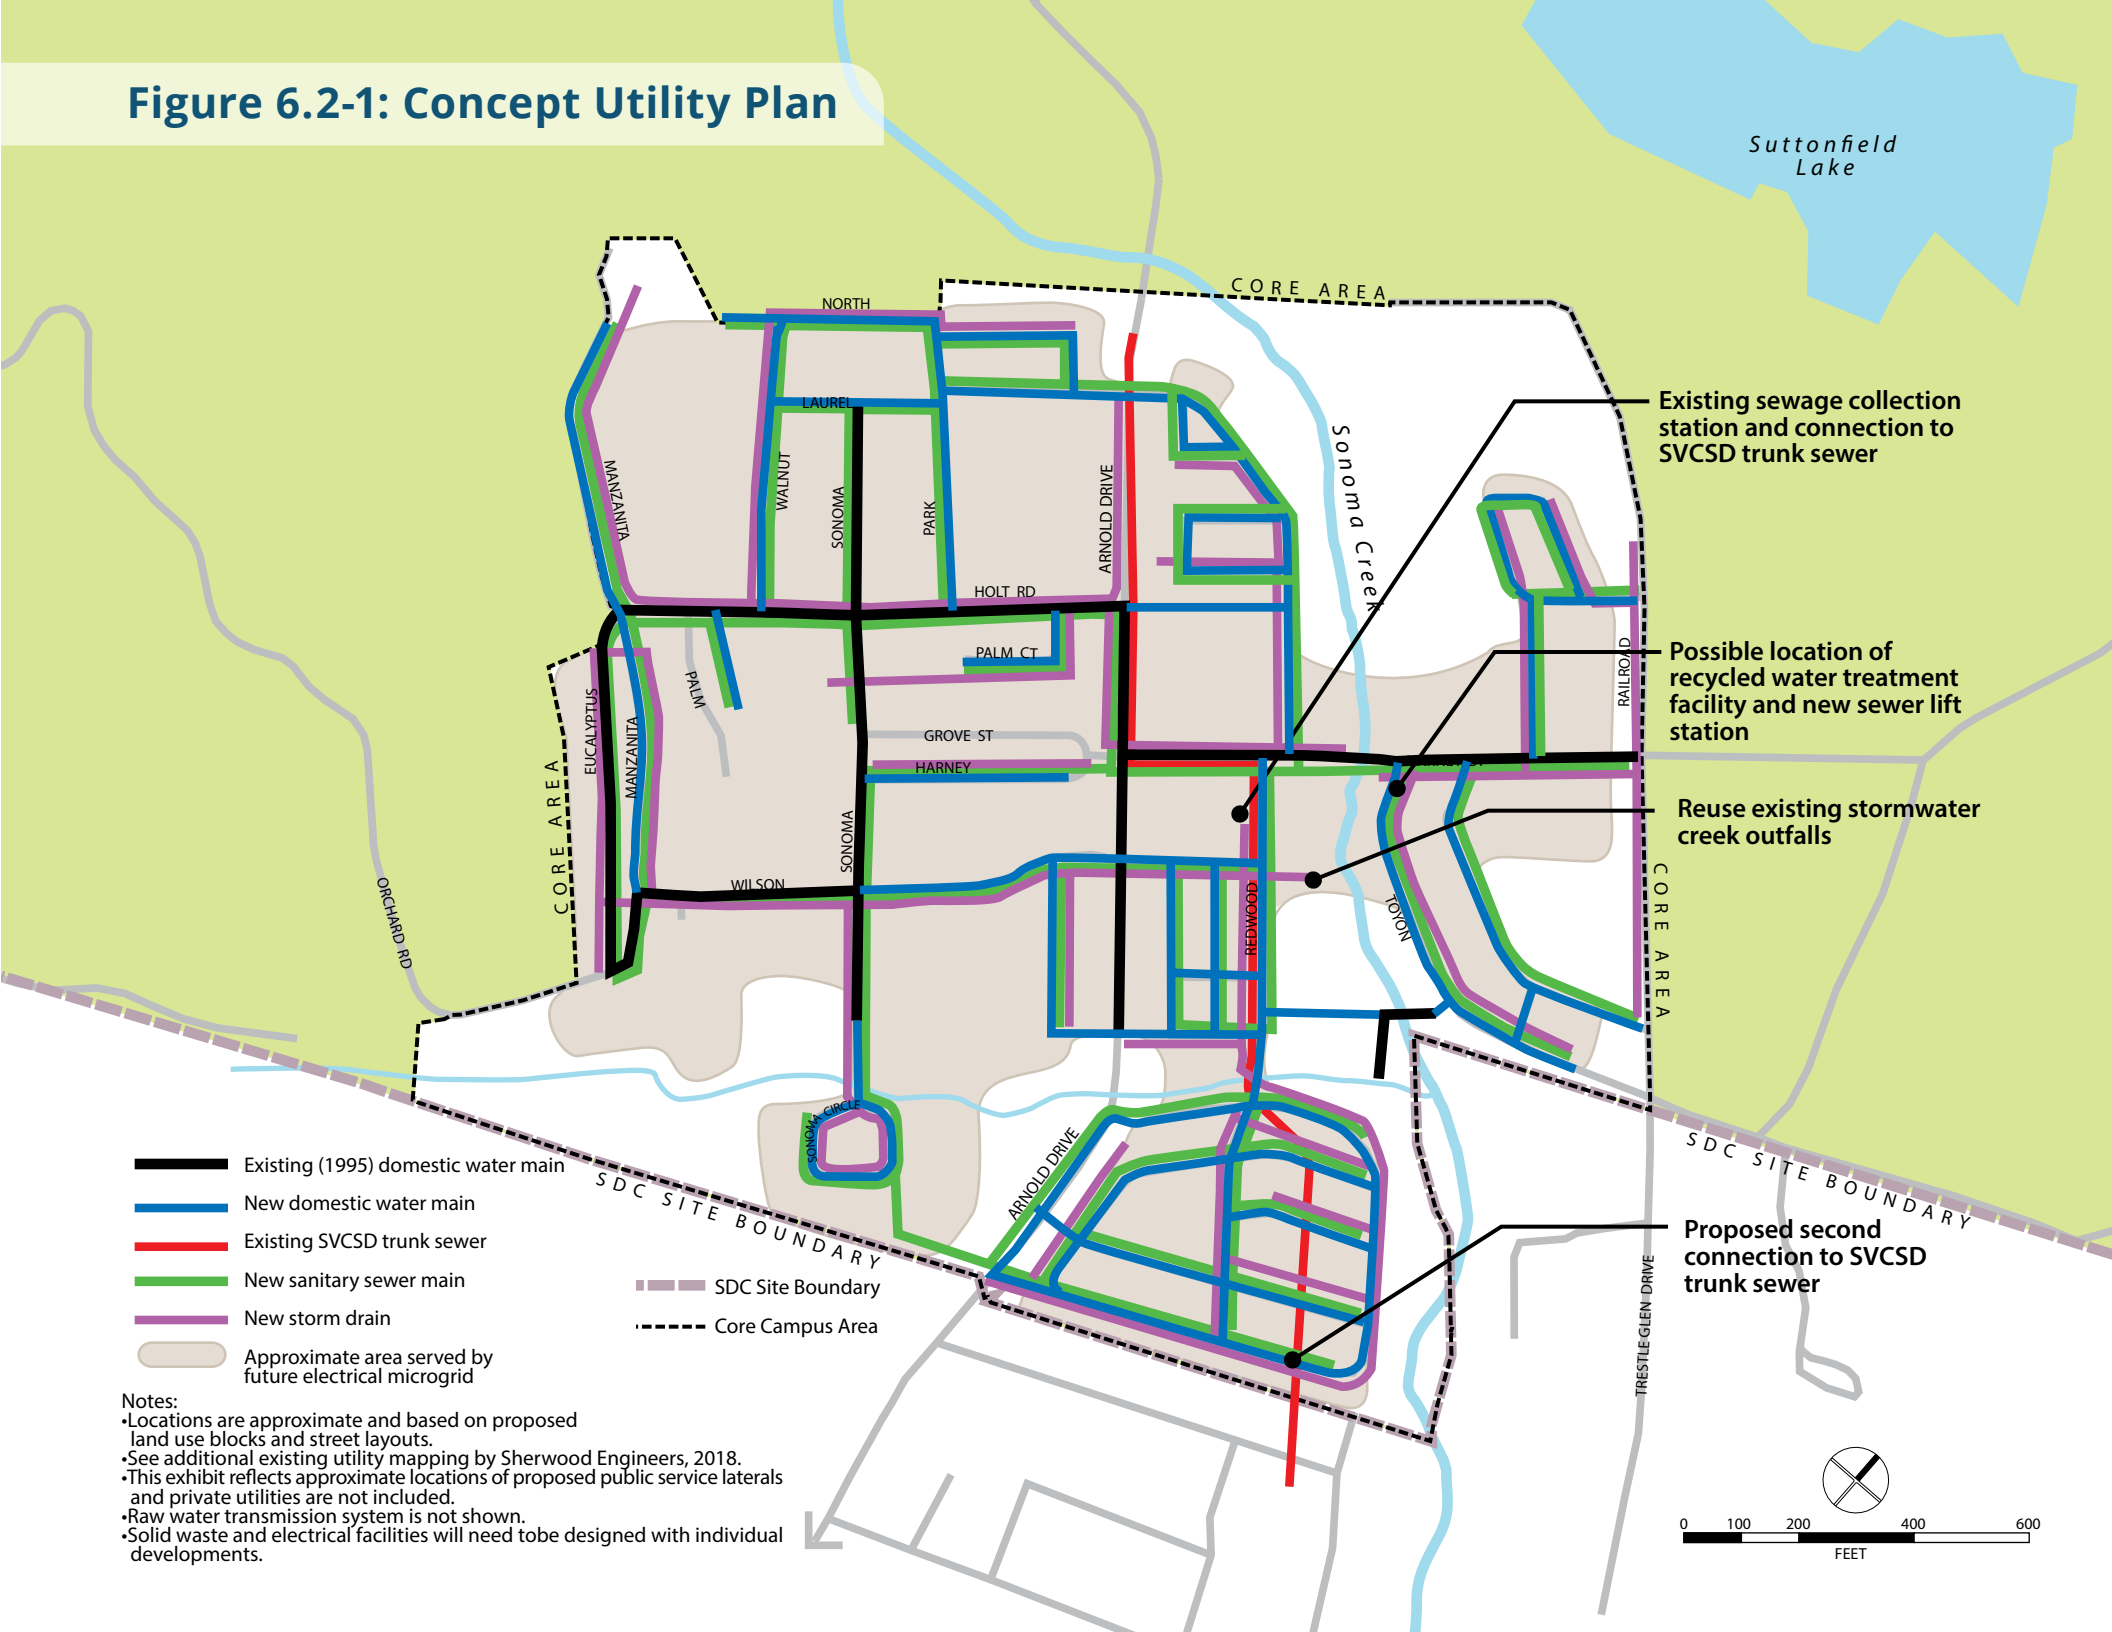 Figure 6.2-1: Concept Utility Plan
Suttonfield
Lake
CORE AREA
NORTH
LAUREL
MANZANITA
WALNUT
SONOMA
PARK
ARNOLD DRIVE
Sonoma Creek
HOLT RD
PALM CT
PALM
EUCALYPTUS
MANZANITA
GROVE ST
HARNEY
RAILROAD
CORE AREA
SONOMA
WILSON
REDWOOD
TOYON
CORE AREA
ORCHARD RD
SONOMA CIRCLE
ARNOLD DRIVE
SDC SITE BOUNDARY
SDC SITE BOUNDARY
TRESTLE GLEN DRIVE
Existing sewage collection
station and connection to
SVCSD trunk sewer
Possible location of
recycled water treatment
facility and new sewer lift
station
Reuse existing stormwater
creek outfalls
Proposed second
connection to SVCSD
trunk sewer
Existing (1995) domestic water main
New domestic water main
Existing SVCSD trunk sewer
New sanitary sewer main
New storm drain
Approximate area served by
future electrical microgrid
SDC Site Boundary
Core Campus Area
Notes:
•Locations are approximate and based on proposed
land use blocks and street layouts.
•See additional existing utility mapping by Sherwood Engineers, 2018.
•This exhibit reflects approximate locations of proposed public service laterals
and private utilities are not included.
•Raw water transmission system is not shown.
•Solid waste and electrical facilities will need tobe designed with individual
developments.
0 100 200 400 600
FEET